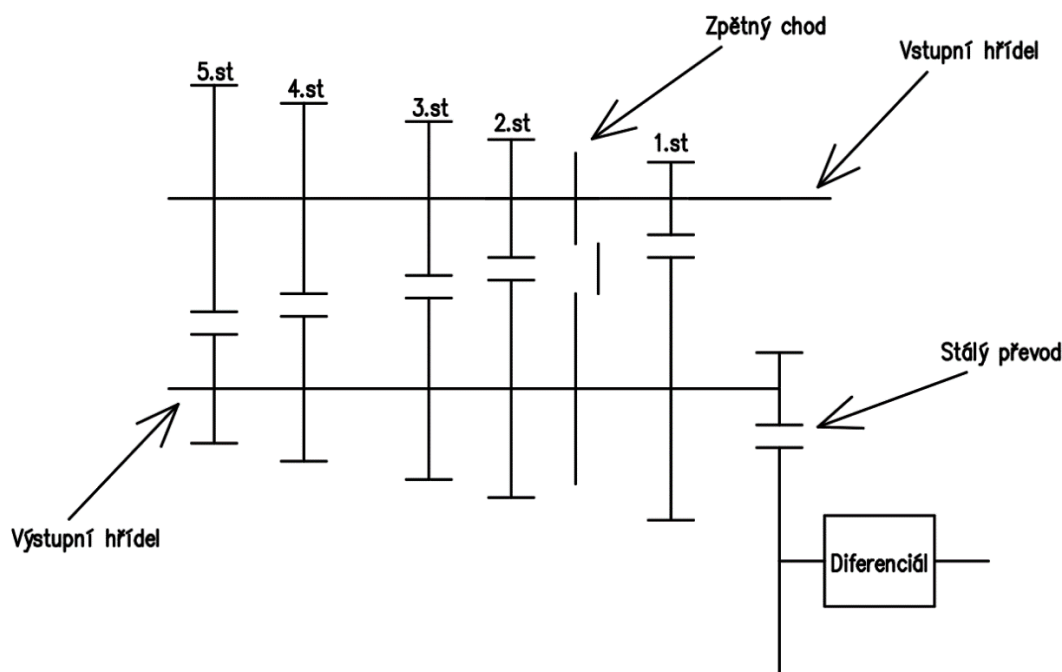 Zpětný chod
Vstupní hřídel
5.st
4.st
3.st
2.st
1.st
Stálý převod
Výstupní hřídel
Diferenciál